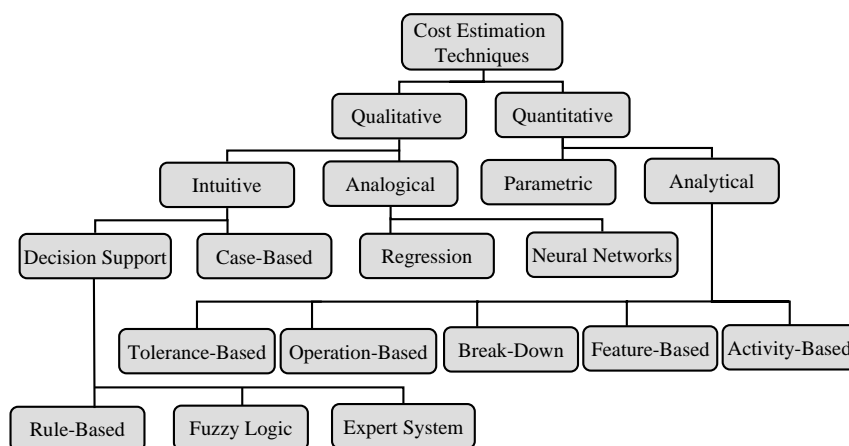 Cost Estimation
Techniques
Qualitative
Quantitative
Intuitive
Analogical
Parametric
Analytical
Decision Support
Case-Based
Regression
Neural Networks
Tolerance-Based
Operation-Based
Break-Down
Feature-Based
Activity-Based
Rule-Based
Fuzzy Logic
Expert System